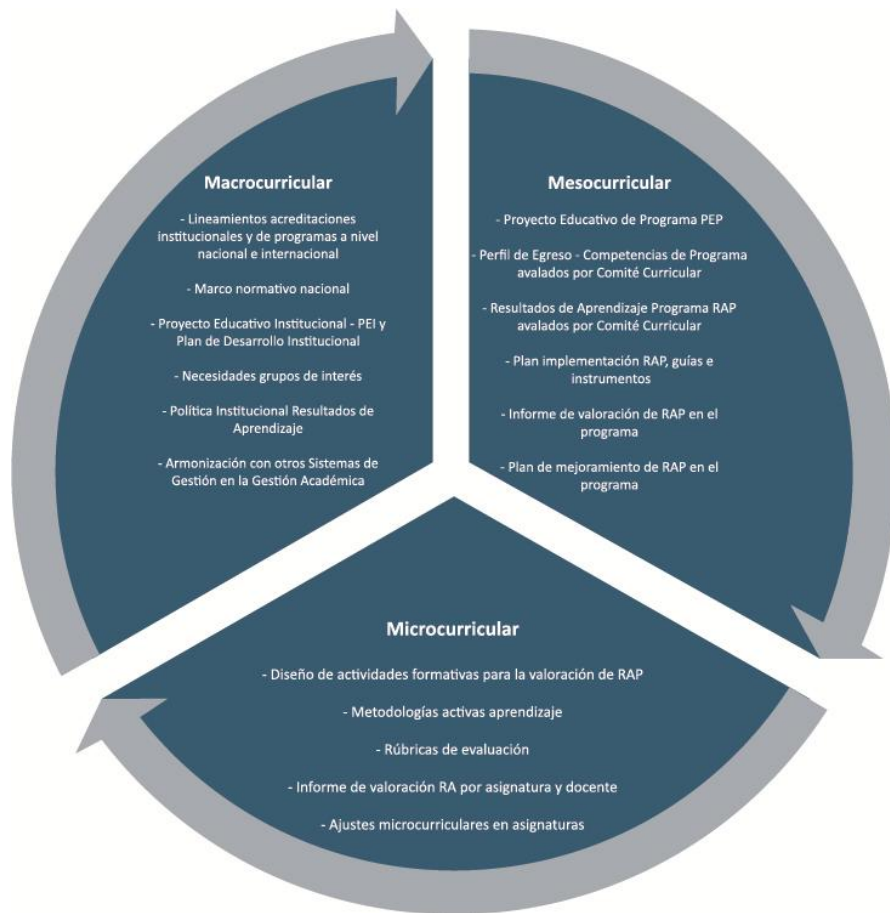 Macrocurricular
- Lineamientos acreditaciones
institucionales y de programas a nivel
nacional e internacional
- Marco normativo nacional
- Proyecto Educativo Institucional - PEI y
Plan de Desarrollo Institucional
- Necesidades grupos de interés
- Política Institucional Resultados de
Aprendizaje
- Armonización con otros Sistemas de
Gestión en la Gestión Académica
Mesocurricular
- Proyecto Educativo de Programa PEP
- Perfil de Egreso - Competencias de Programa
avalados por Comité Curricular
- Resultados de Aprendizaje Programa RAP
avalados por Comité Curricular
- Plan implementación RAP, guías e
instrumentos
- Informe de valoración de RAP en el
programa
- Plan de mejoramiento de RAP en el
programa
Microcurricular
- Diseño de actividades formativas para la valoración de RAP
- Metodologías activas aprendizaje
- Rúbricas de evaluación
- Informe de valoración RA por asignatura y docente
- Ajustes microcurriculares en asignaturas